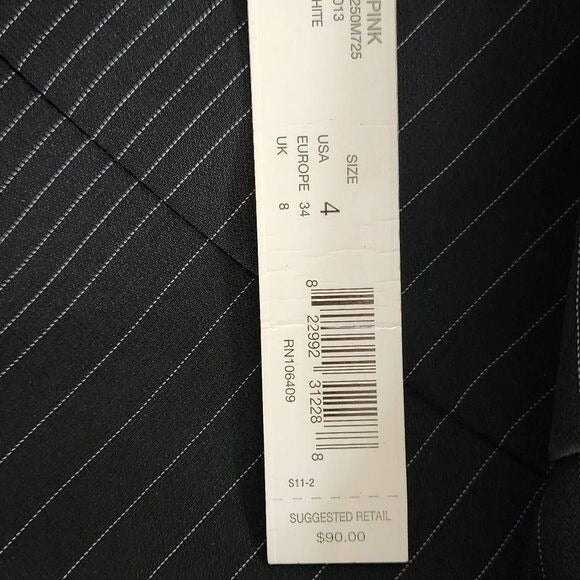 PINK
250M725
013
HITE
SIZE
USA 4
EUROPE 34
UK 8
8 22992 31228 8
RN106409
S11-2
SUGGESTED RETAIL
$90.00